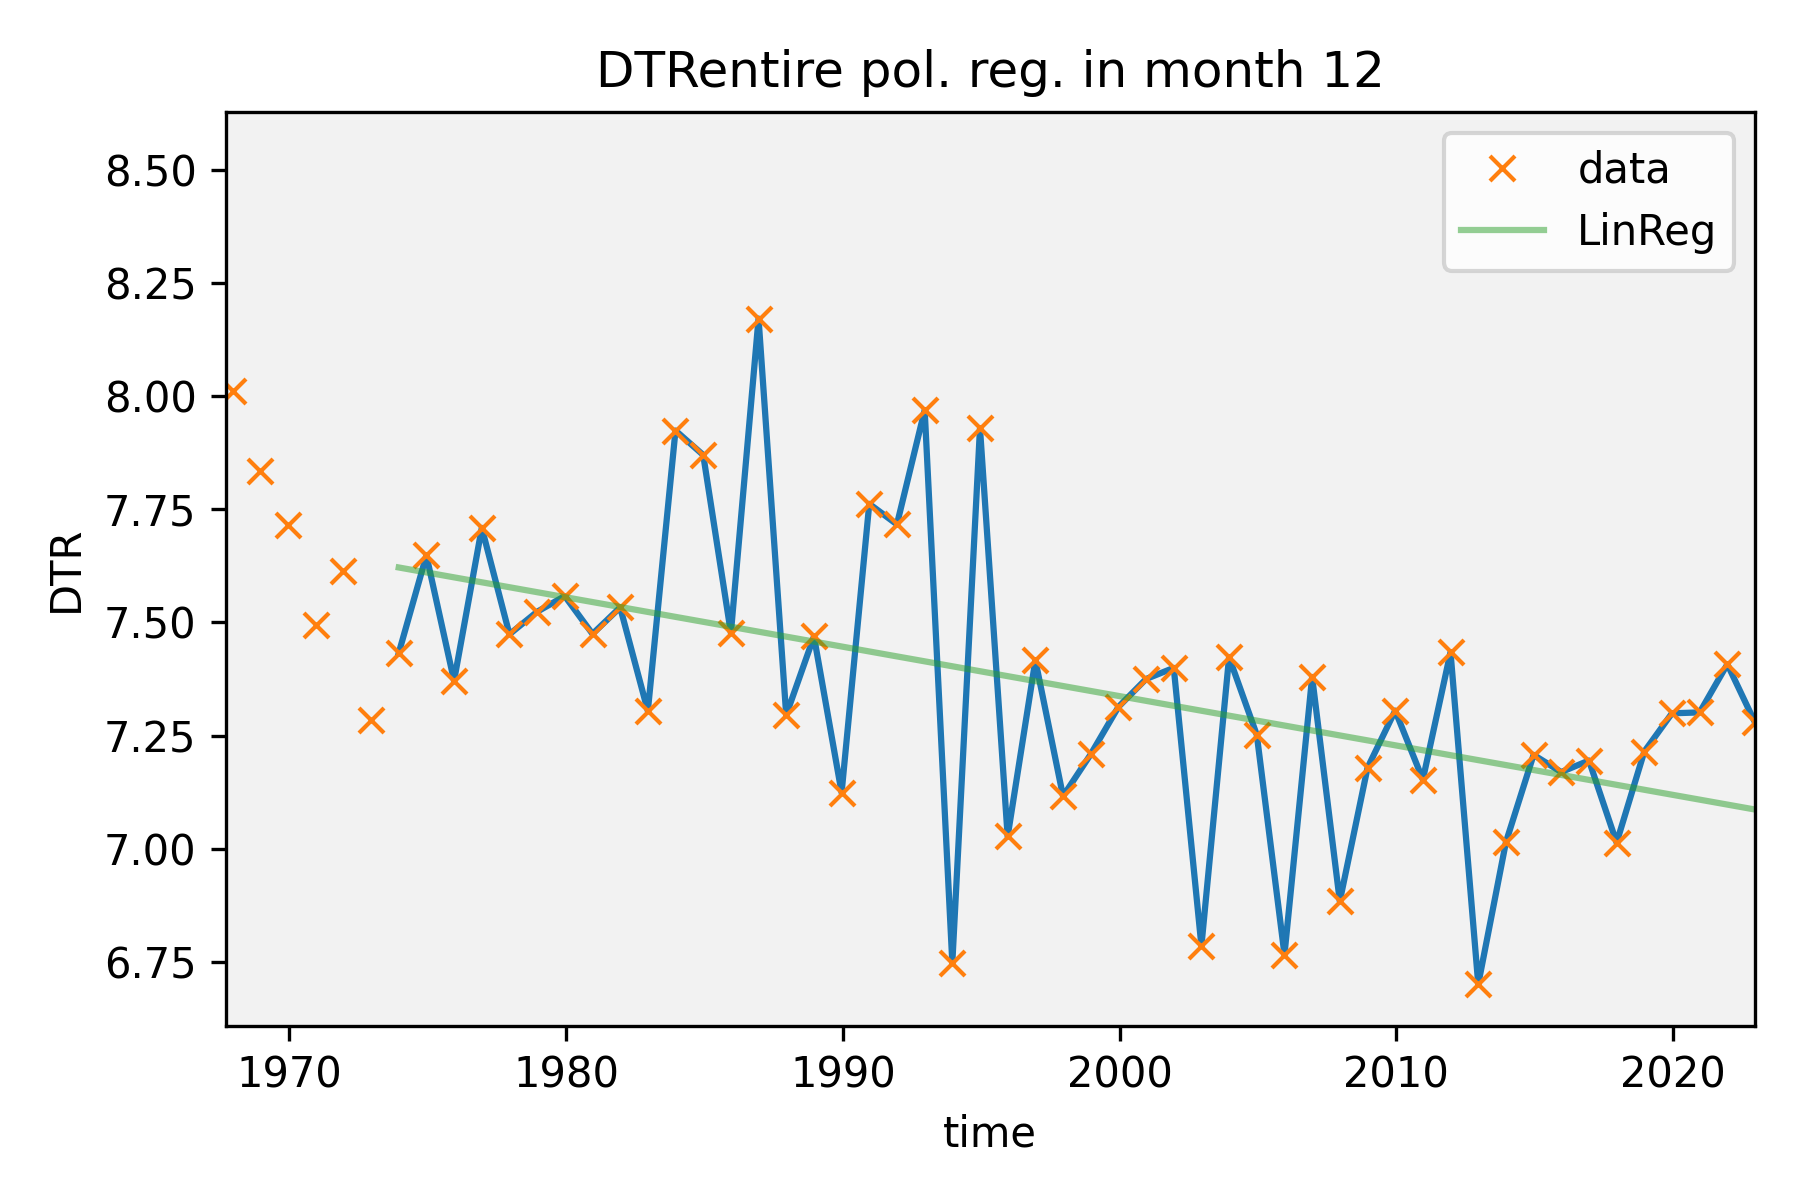 DTRentire pol. reg. in month 12
data
LinReg
8.50
8.25
8.00
7.75
7.50
7.25
7.00
6.75
DTR
1970 1980 1990 2000 2010 2020
time